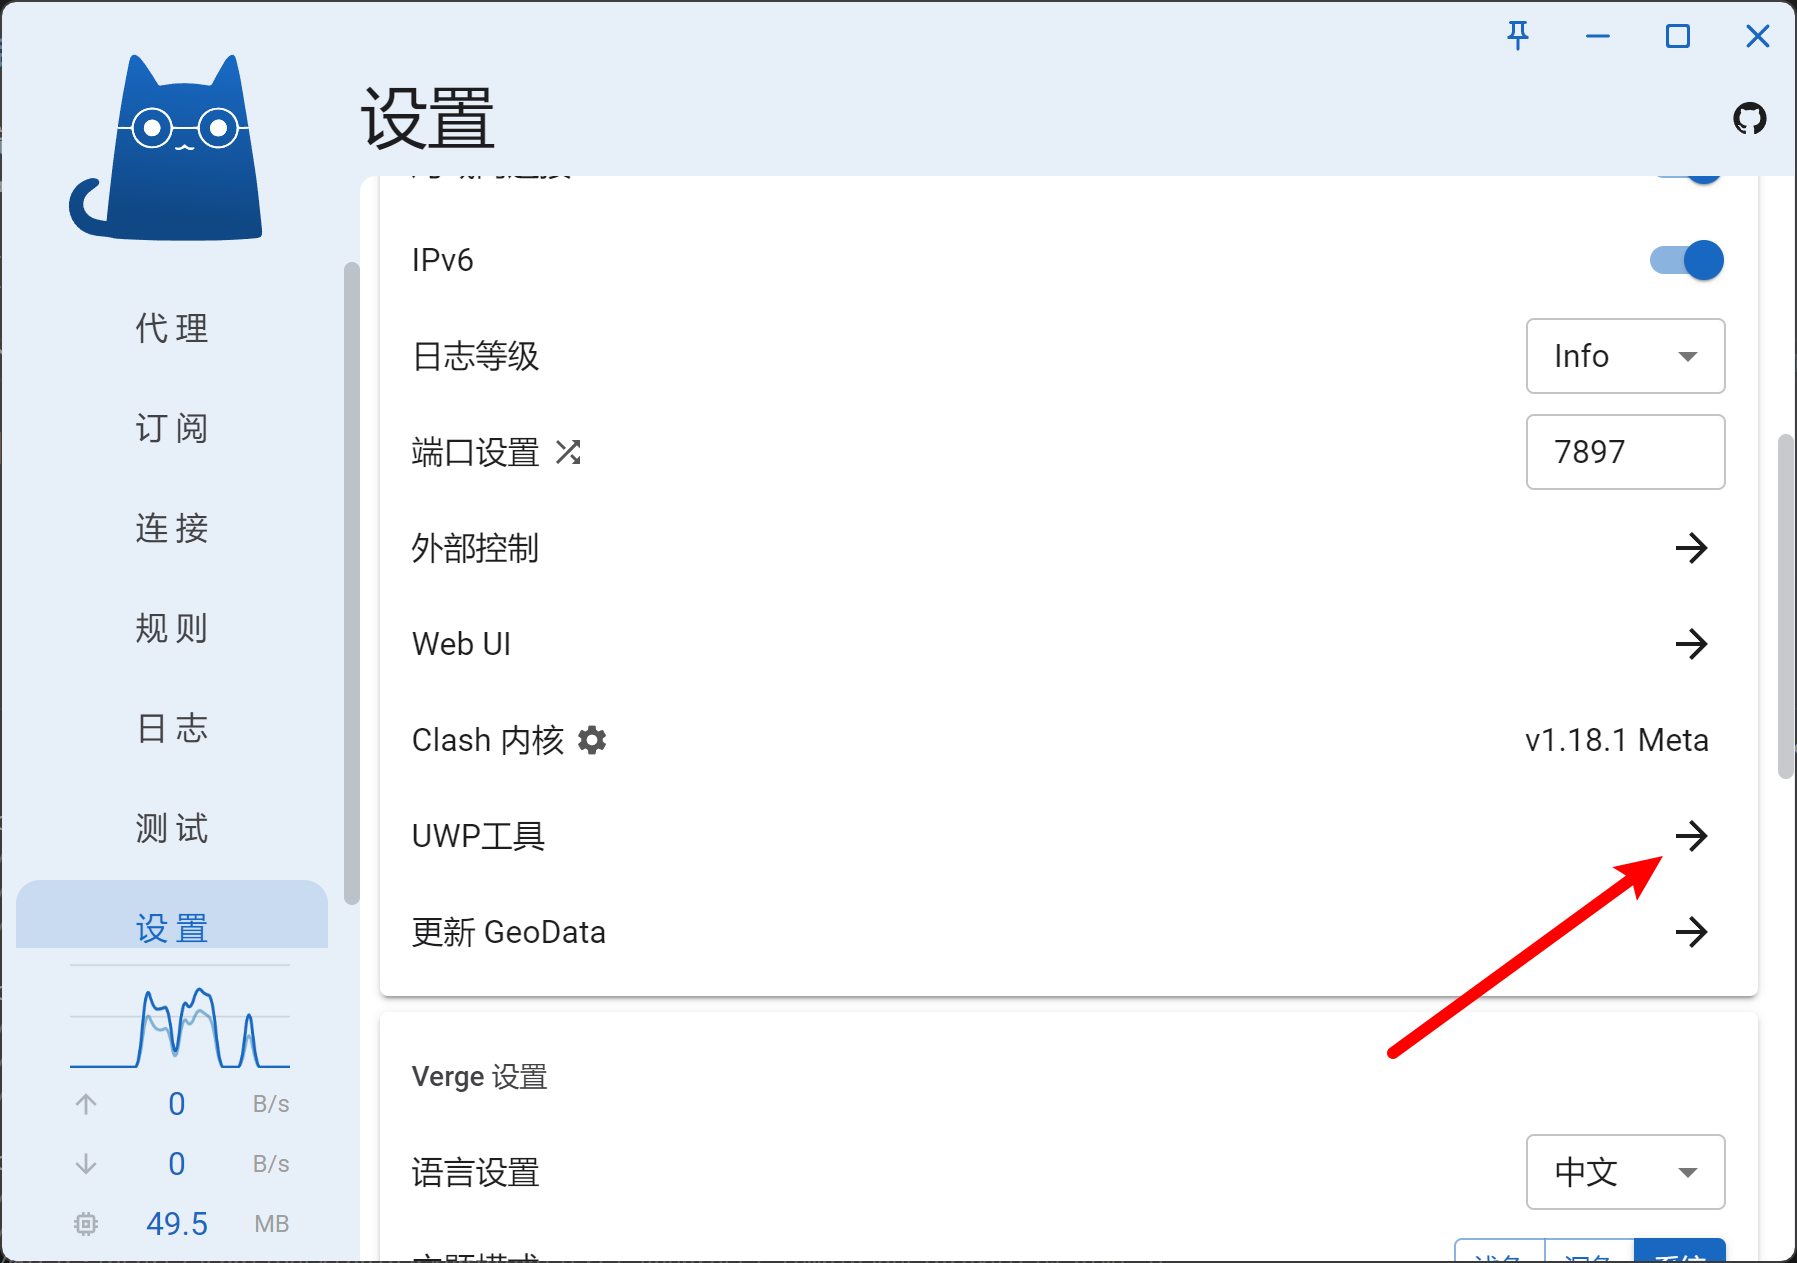 设置
代理
订阅
连接
规则
日志
测试
设置
0 B/s
0 B/s
49.5 MB
IPv6
日志等级 Info
端口设置 7897
外部控制
Web UI
Clash 内核 v1.18.1 Meta
UWP工具
更新 GeoData
Verge 设置
语言设置 中文